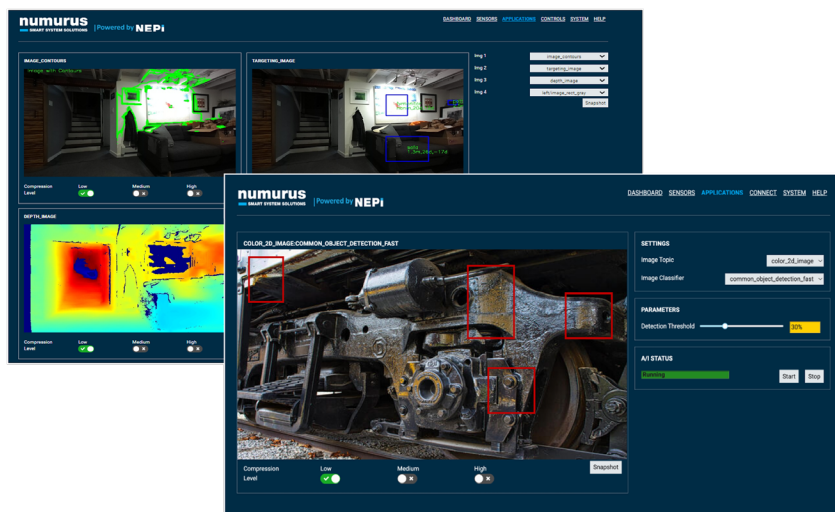 numurus
SMART SYSTEM SOLUTIONS
| Powered by NEPi
DASHBOARD SENSORS APPLICATIONS CONTROLS SYSTEM HELP
IMAGE_CONTOURS
Image with Contours
TARGETING_IMAGE
Img 1 image_contours
Img 2 targeting_image
Img 3 depth_image
Img 4 left/image_rect_gray
Snapshot
Compression Level
Low
Medium
High
DEPTH_IMAGE
Compression Level
Low
Medium
High
numurus
SMART SYSTEM SOLUTIONS
| Powered by NEPi
DASHBOARD SENSORS APPLICATIONS CONNECT SYSTEM HELP
COLOR_2D_IMAGE:COMMON_OBJECT_DETECTION_FAST
Compression Level
Low
Medium
High
Snapshot
SETTINGS
Image Topic color_2d_image
Image Classifier common_object_detection_fast
PARAMETERS
Detection Threshold 30%
A/I STATUS
Running
Start Stop